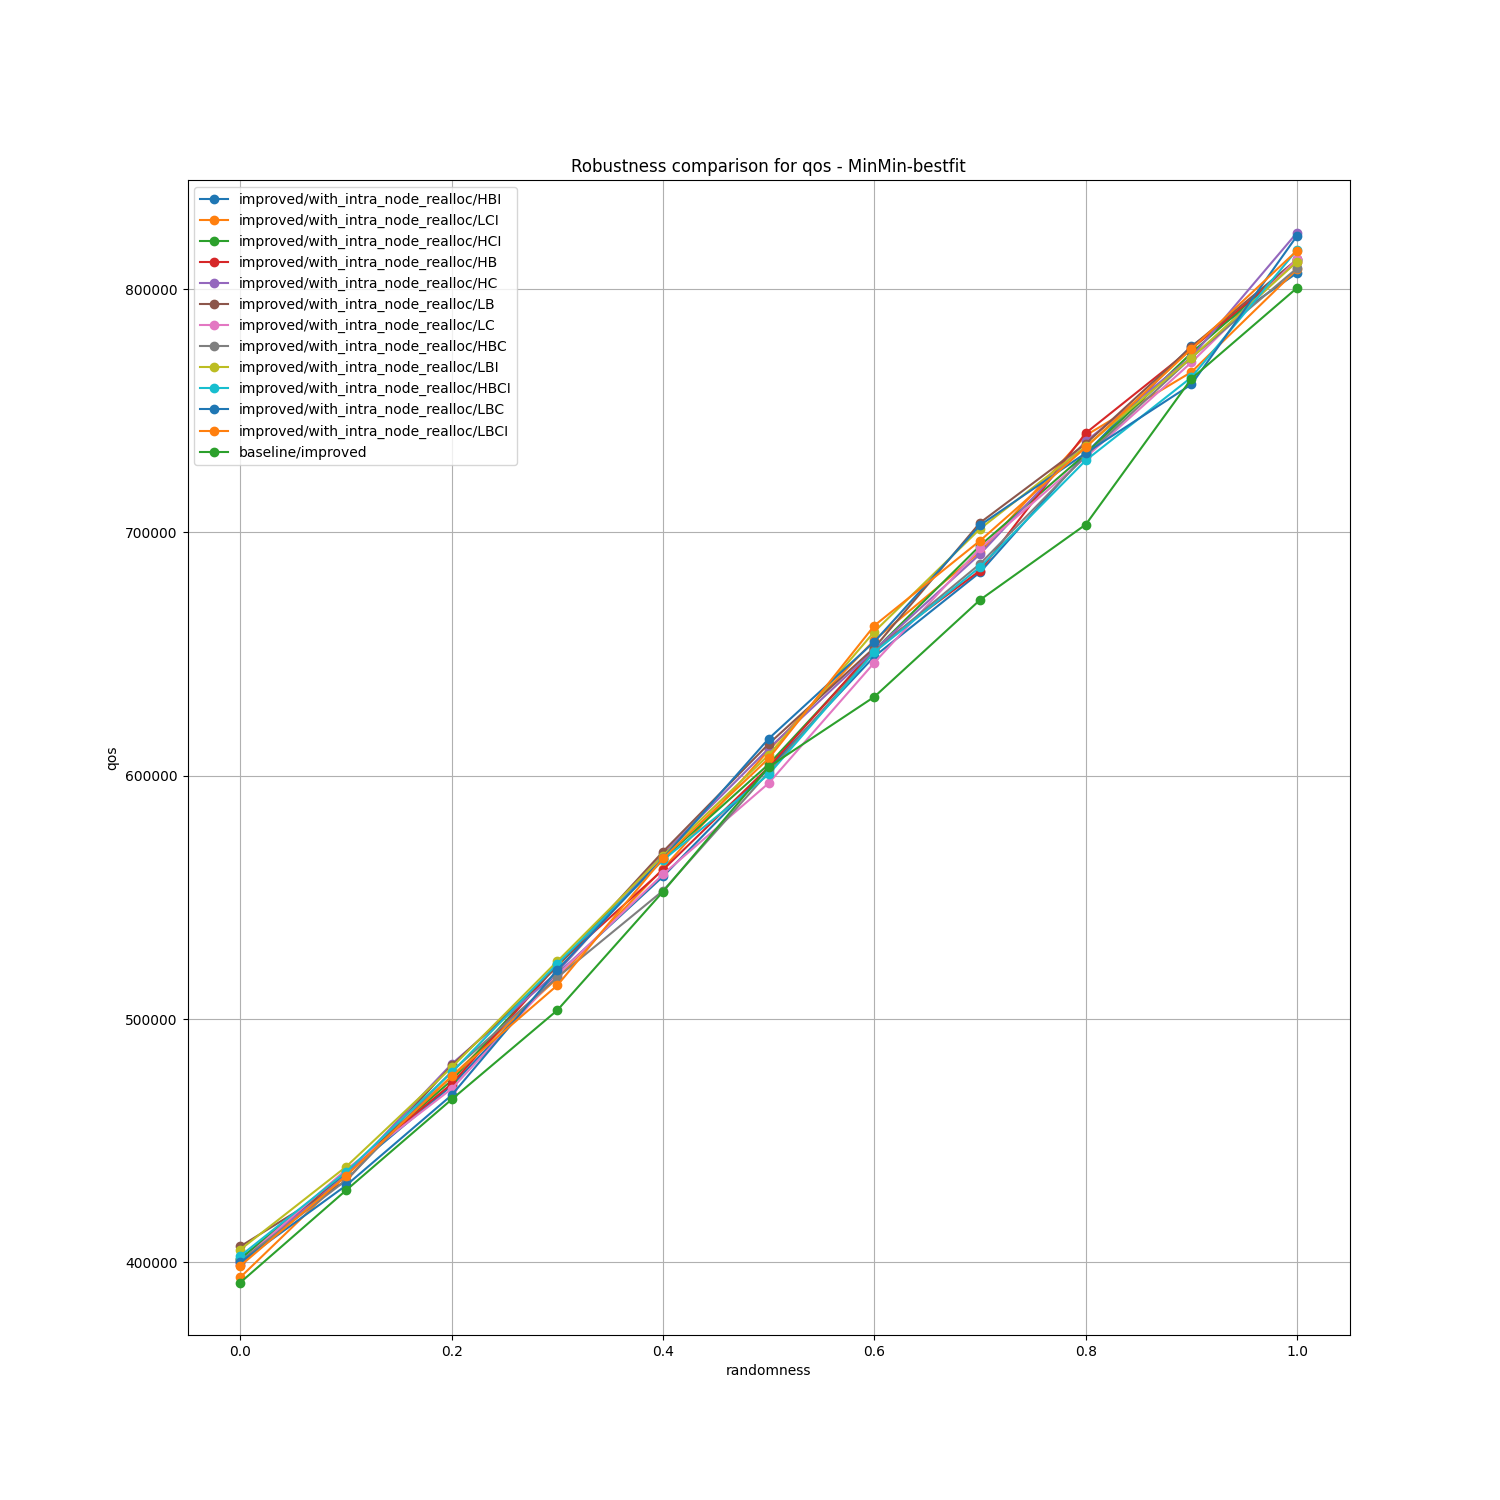 Robustness comparison for qos - MinMin-bestfit
improved/with_intra_node_realloc/HBI
improved/with_intra_node_realloc/LCI
improved/with_intra_node_realloc/HCI
improved/with_intra_node_realloc/HB
improved/with_intra_node_realloc/HC
improved/with_intra_node_realloc/LB
improved/with_intra_node_realloc/LC
improved/with_intra_node_realloc/HBC
improved/with_intra_node_realloc/LBI
improved/with_intra_node_realloc/HBCI
improved/with_intra_node_realloc/LBC
improved/with_intra_node_realloc/LBCI
baseline/improved
800000
700000
600000
500000
400000
qos
0.0 0.2 0.4 0.6 0.8 1.0
randomness